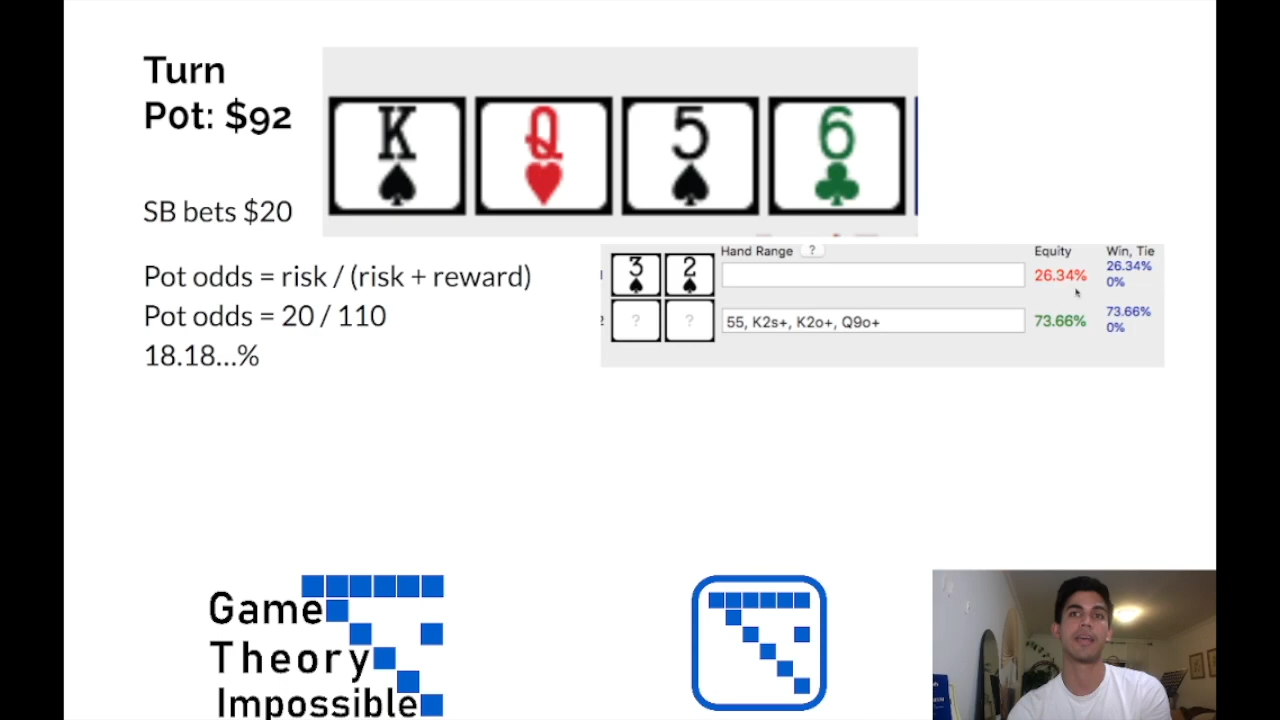 Turn
Pot: $92
K Q 5 6
SB bets $20
Pot odds = risk / (risk + reward)
Pot odds = 20 / 110
18.18...%
Hand Range ? Equity Win, Tie
3 2 26.34% 26.34%
0%
2 ? ? 55, K2s+, K2o+, Q9o+ 73.66% 73.66%
0%
Game
Theory
Impossible